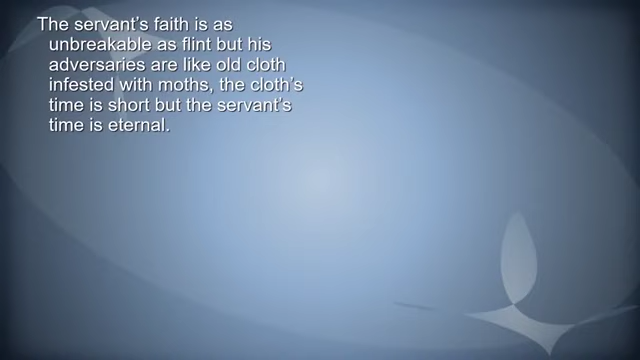 The servant's faith is as
unbreakable as flint but his
adversaries are like old cloth
infested with moths, the cloth's
time is short but the servant's
time is eternal.